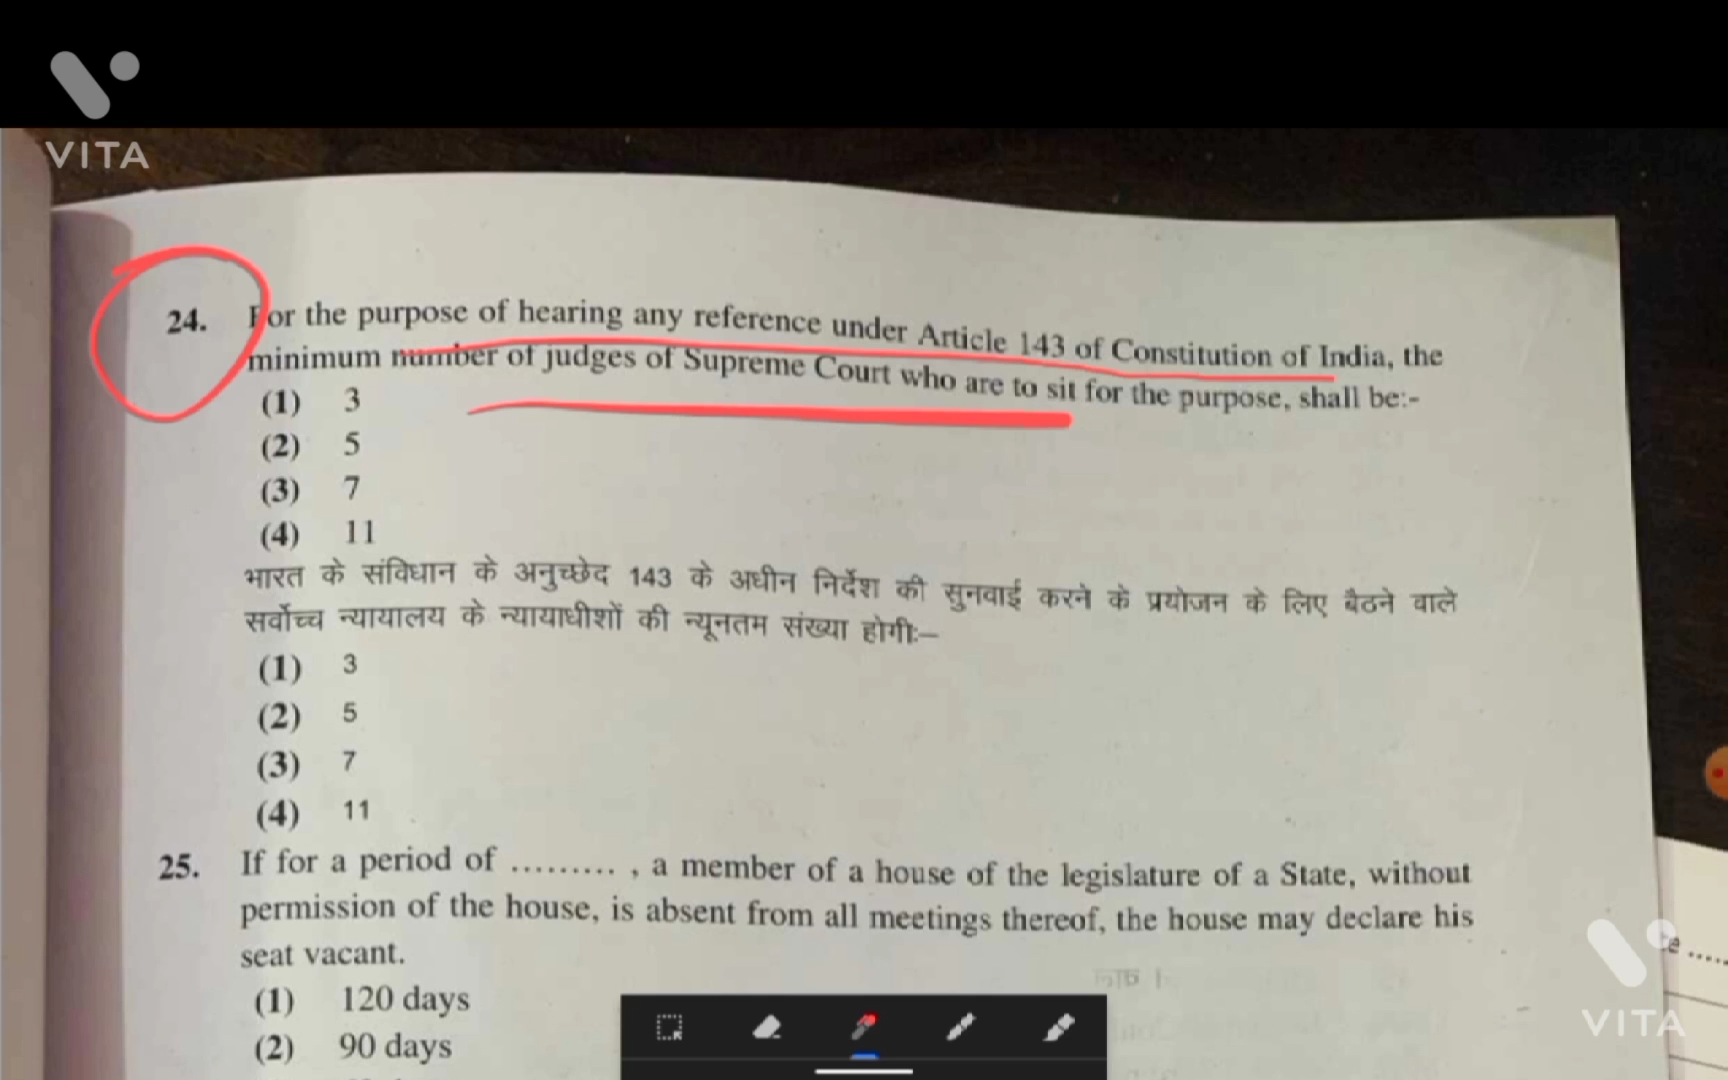 VITA
24. For the purpose of hearing any reference under Article 143 of Constitution of India, the
minimum number of judges of Supreme Court who are to sit for the purpose, shall be:-
(1) 3
(2) 5
(3) 7
(4) 11
भारत के संविधान के अनुच्छेद 143 के अधीन निर्देश की सुनवाई करने के प्रयोजन के लिए बैठने वाले
सर्वोच्च न्यायालय के न्यायाधीशों की न्यूनतम संख्या होगी:–
(1) 3
(2) 5
(3) 7
(4) 11
25. If for a period of ......... , a member of a house of the legislature of a State, without
permission of the house, is absent from all meetings thereof, the house may declare his
seat vacant.
(1) 120 days
(2) 90 days
VITA